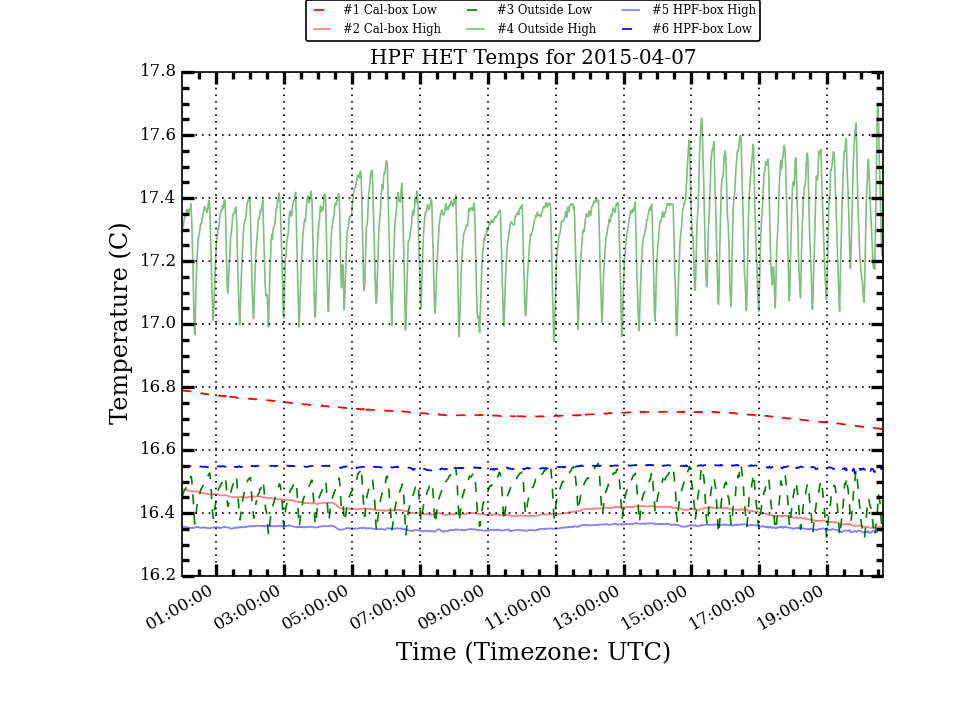 #1 Cal-box Low #3 Outside Low #5 HPF-box High
#2 Cal-box High #4 Outside High #6 HPF-box Low
HPF HET Temps for 2015-04-07
17.8
17.6
17.4
17.2
17.0
16.8
16.6
16.4
16.2
Temperature (C)
01:00:00 03:00:00 05:00:00 07:00:00 09:00:00 11:00:00 13:00:00 15:00:00 17:00:00 19:00:00
Time (Timezone: UTC)